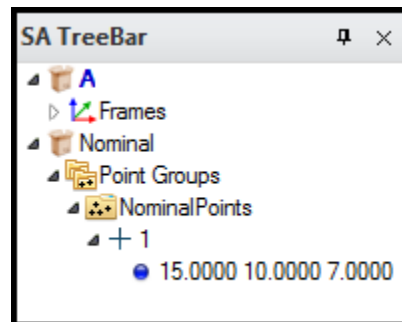 SA TreeBar
A
Frames
Nominal
Point Groups
NominalPoints
1
15.0000 10.0000 7.0000